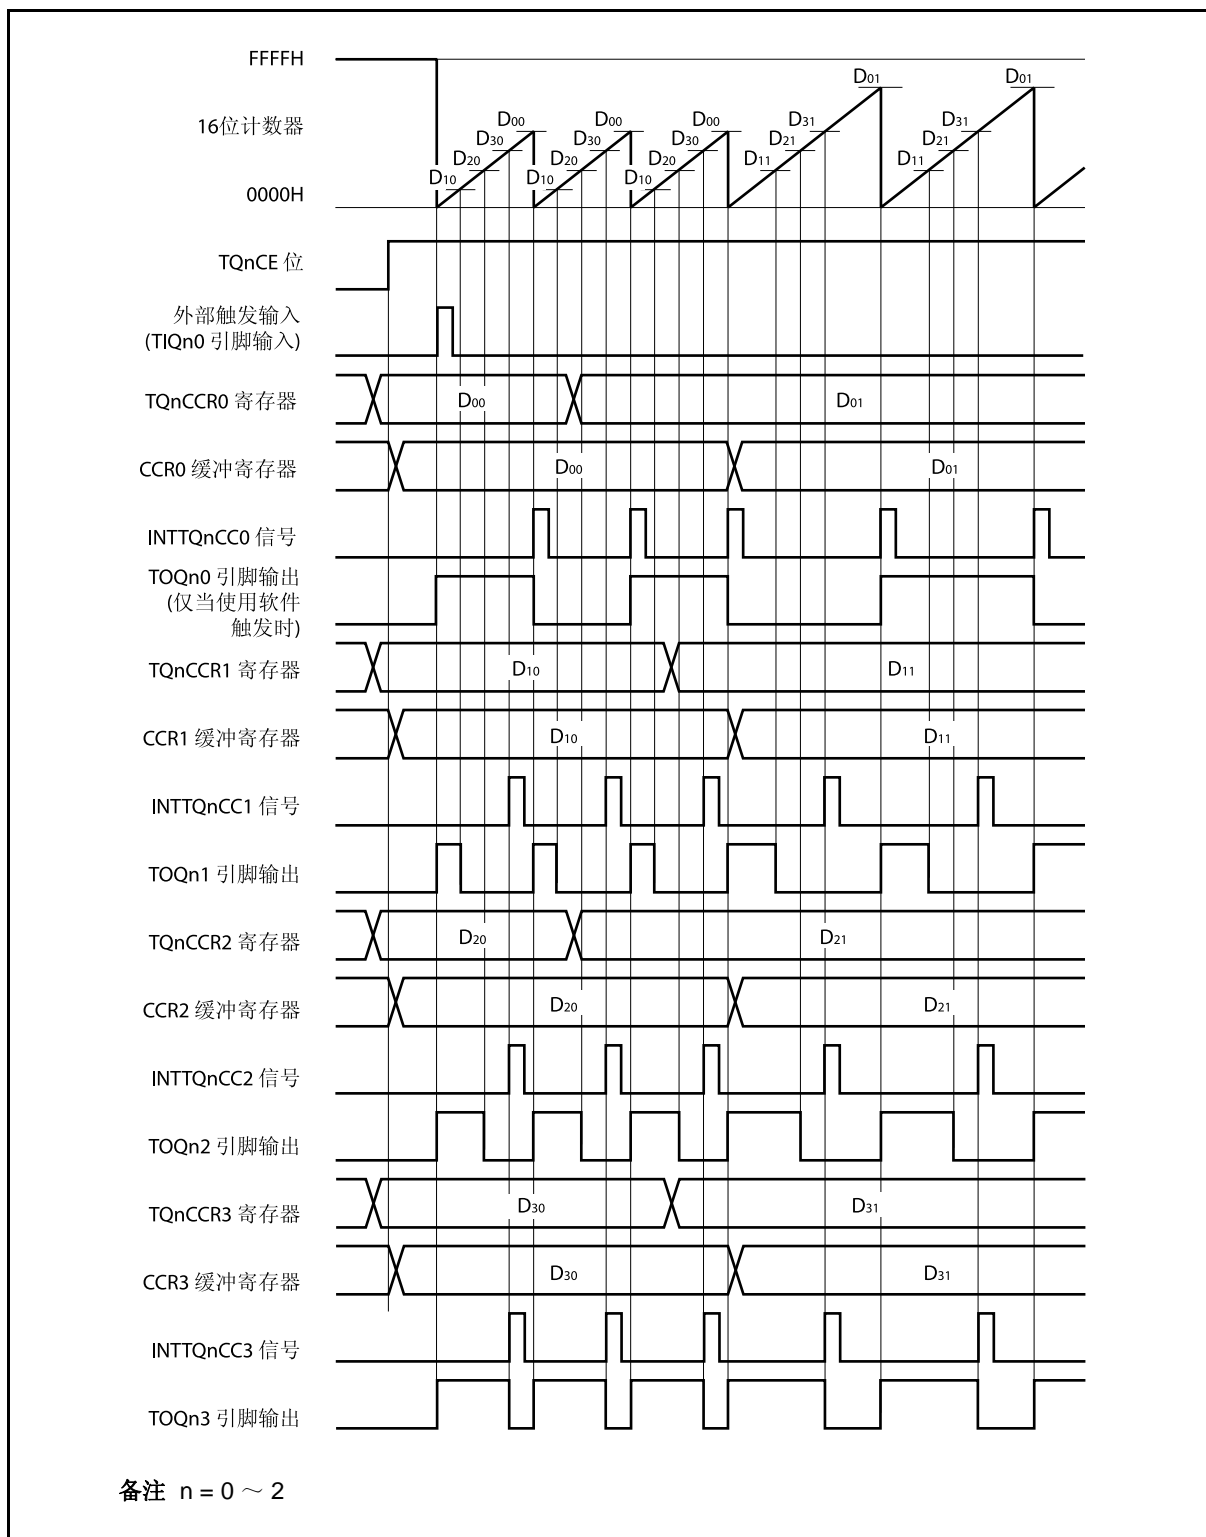 FFFFH
D01 D01
16位计数器
D00 D00 D00 D31 D31
D30 D30 D30 D21 D21
D20 D20 D20 D11 D11
D10 D10 D10
0000H
TQnCE 位
外部触发输入
(TIQn0 引脚输入)
TQnCCR0 寄存器 D00 D01
CCR0 缓冲寄存器 D00 D01
INTTQnCC0 信号
TOQn0 引脚输出
(仅当使用软件
触发时)
TQnCCR1 寄存器 D10 D11
CCR1 缓冲寄存器 D10 D11
INTTQnCC1 信号
TOQn1 引脚输出
TQnCCR2 寄存器 D20 D21
CCR2 缓冲寄存器 D20 D21
INTTQnCC2 信号
TOQn2 引脚输出
TQnCCR3 寄存器 D30 D31
CCR3 缓冲寄存器 D30 D31
INTTQnCC3 信号
TOQn3 引脚输出
备注 n = 0 ～ 2